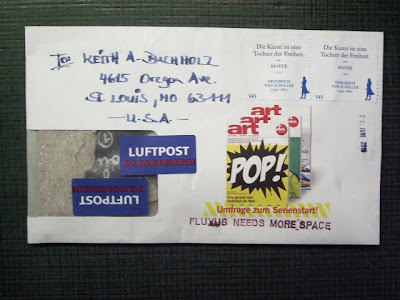 To: KEITH A. BUCHHOLZ
4615 Oregon Ave.
ST. LOUIS, MO 63111
— U.S.A. —
Die Kunst ist eine
Tochter der Freiheit.
BRIEFE
FRIEDRICH
VON SCHILLER
145
Die Kunst ist eine
Tochter der Freiheit.
BRIEFE
FRIEDRICH
VON SCHILLER
145
art
art
art
POP!
LUFTPOST
LUFTPOST
Umfrage zum Serienstart!
FLUXUS NEEDS MORE SPACE